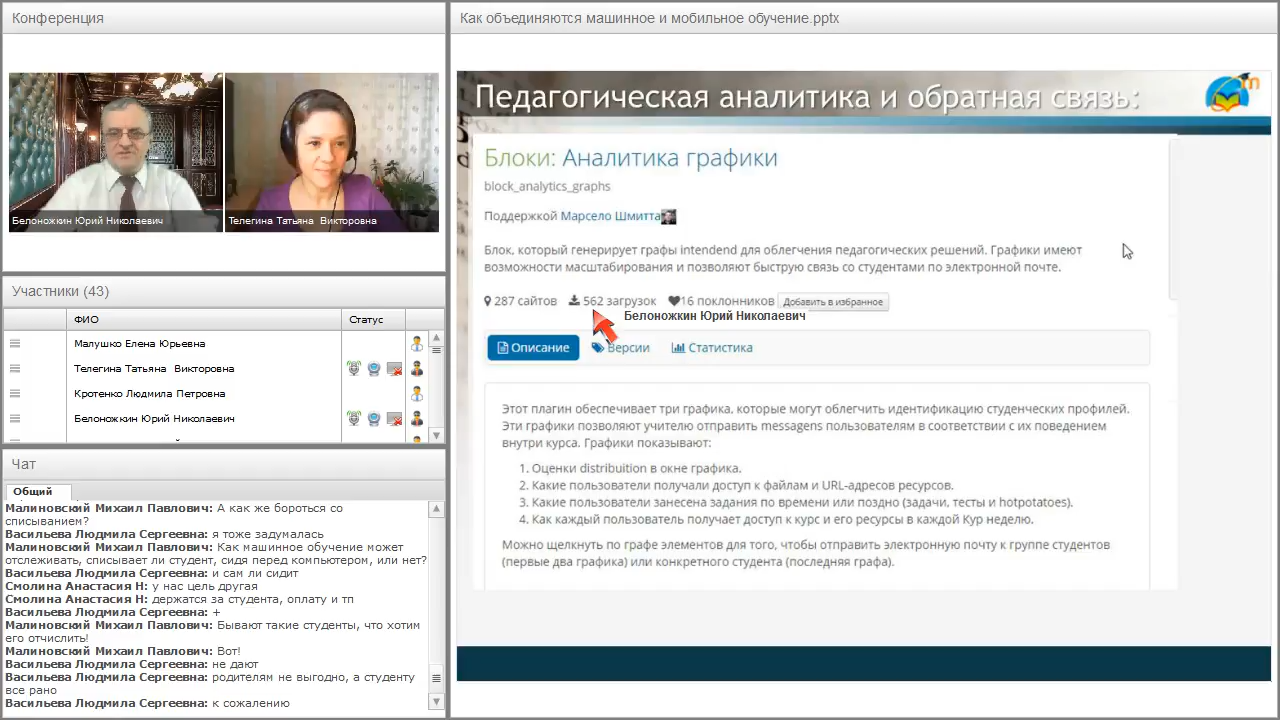 Конференция
Белоножкин Юрий Николаевич
Телегина Татьяна Викторовна
Участники (43)
ФИО Статус
Малушко Елена Юрьевна
Телегина Татьяна Викторовна
Кротенко Людмила Петровна
Белоножкин Юрий Николаевич
Чат
Общий
Малиновский Михаил Павлович: А как же бороться со
списыванием?
Васильева Людмила Сергеевна: я тоже задумалась
Малиновский Михаил Павлович: Как машинное обучение может
отслеживать, списывает ли студент, сидя перед компьютером, или нет?
Васильева Людмила Сергеевна: и сам ли сидит
Смолина Анастасия Н: у нас цель другая
Смолина Анастасия Н: держатся за студента, оплату и тп
Васильева Людмила Сергеевна: +
Малиновский Михаил Павлович: Бывают такие студенты, что хотим
его отчислить!
Малиновский Михаил Павлович: Вот!
Васильева Людмила Сергеевна: не дают
Васильева Людмила Сергеевна: родителям не выгодно, а студенту
все рано
Васильева Людмила Сергеевна: к сожалению
Как объединяются машинное и мобильное обучение.pptx
Педагогическая аналитика и обратная связь:
Блоки: Аналитика графики
block_analytics_graphs
Поддержкой Марсело Шмитта
Блок, который генерирует графы intendend для облегчения педагогических решений. Графики имеют
возможности масштабирования и позволяют быструю связь со студентами по электронной почте.
287 сайтов 562 загрузок 16 поклонников Добавить в избранное
Белоножкин Юрий Николаевич
Описание Версии Статистика
Этот плагин обеспечивает три графика, которые могут облегчить идентификацию студенческих профилей.
Эти графики позволяют учителю отправить messagens пользователям в соответствии с их поведением
внутри курса. Графики показывают:
1. Оценки distribuition в окне графика.
2. Какие пользователи получали доступ к файлам и URL-адресов ресурсов.
3. Какие пользователи занесена задания по времени или поздно (задачи, тесты и hotpotatoes).
4. Как каждый пользователь получает доступ к курс и его ресурсы в каждой Кур неделю.
Можно щелкнуть по графе элементов для того, чтобы отправить электронную почту к группе студентов
(первые два графика) или конкретного студента (последняя графа).